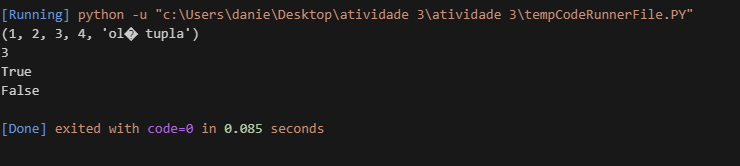 [Running] python -u "c:\Users\danie\Desktop\atividade 3\atividade 3\tempCodeRunnerFile.PY"
(1, 2, 3, 4, 'ol� tupla')
3
True
False
[Done] exited with code=0 in 0.085 seconds